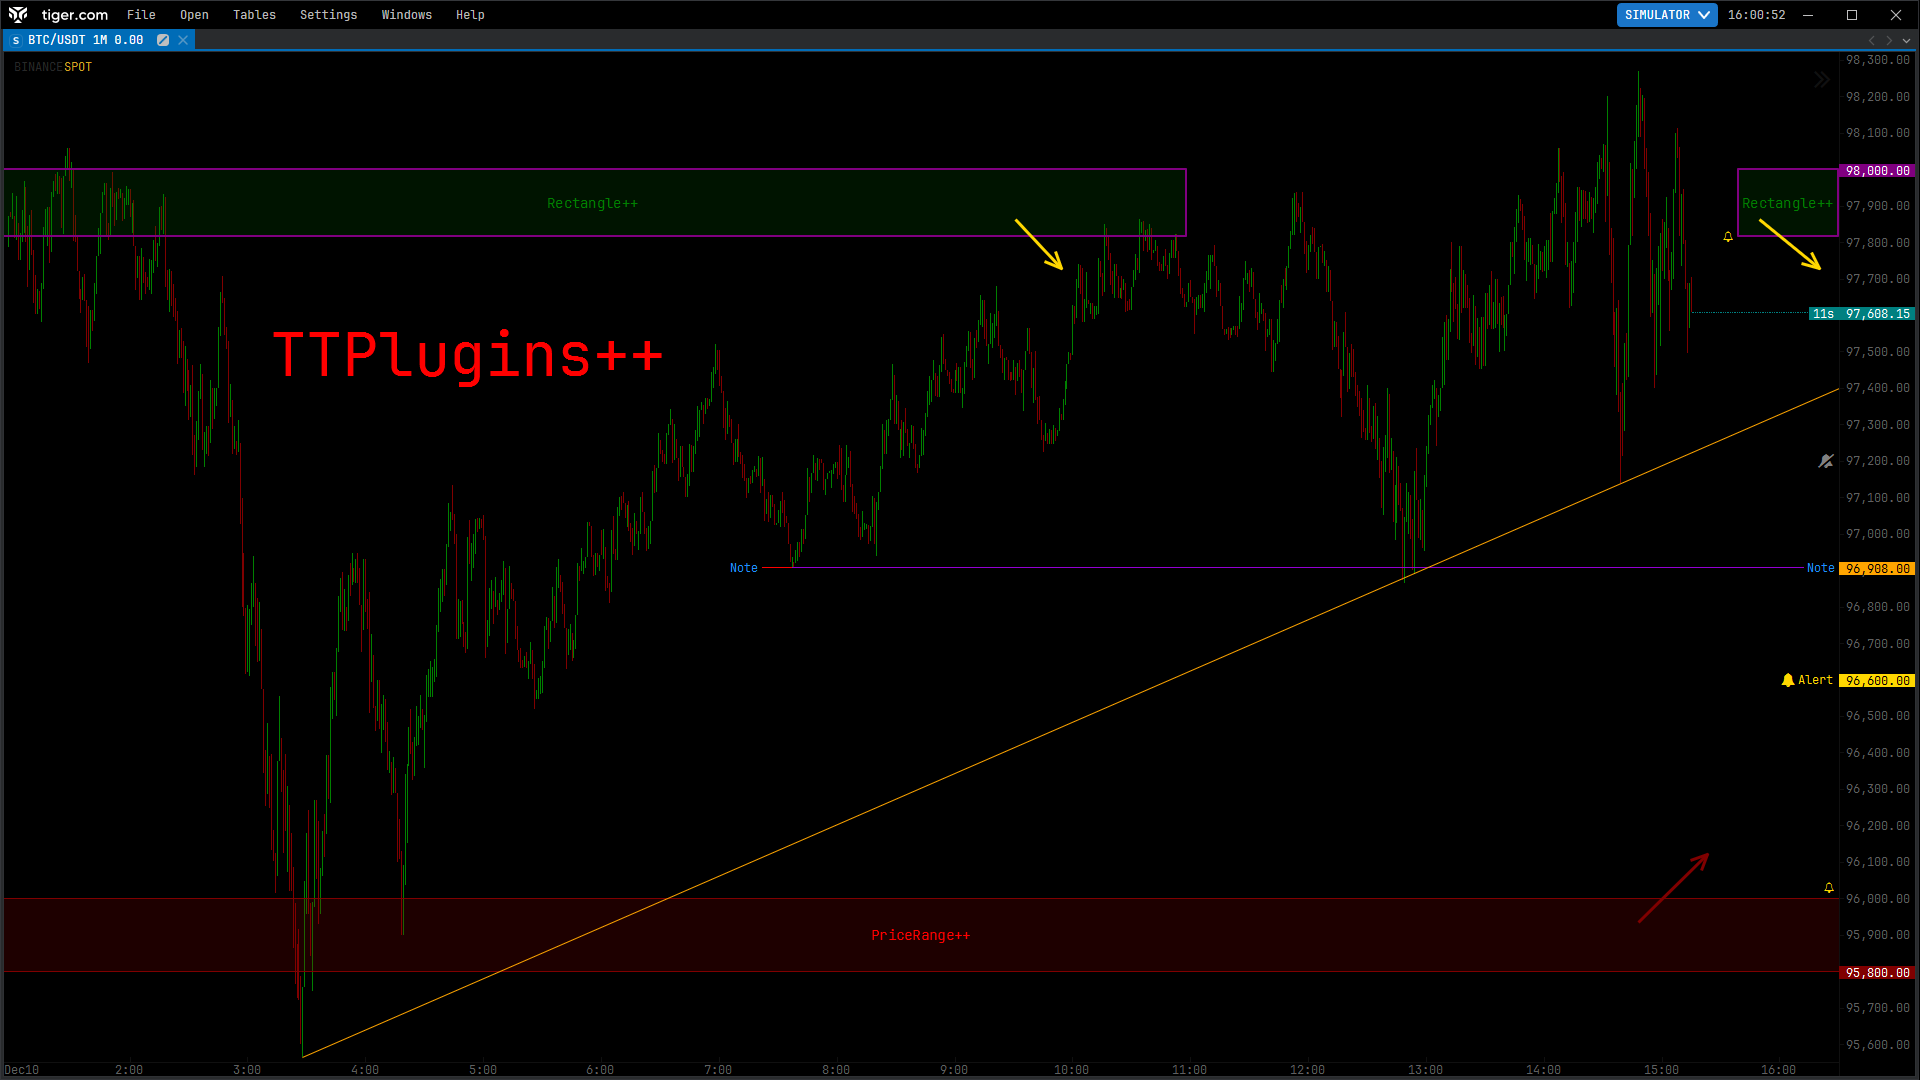 tiger.com File Open Tables Settings Windows Help SIMULATOR 16:00:52
S BTC/USDT 1M 0.00
BINANCESPOT
98,300.00
98,200.00
98,100.00
98,000.00
Rectangle++ Rectangle++ 97,900.00
97,800.00
97,700.00
11s 97,608.15
TTPlugins++
97,500.00
97,400.00
97,300.00
97,200.00
97,100.00
97,000.00
Note Note 96,908.00
96,800.00
96,700.00
Alert 96,600.00
96,500.00
96,400.00
96,300.00
96,200.00
96,100.00
96,000.00
PriceRange++ 95,900.00
95,800.00
95,700.00
95,600.00
Dec10 2:00 3:00 4:00 5:00 6:00 7:00 8:00 9:00 10:00 11:00 12:00 13:00 14:00 15:00 16:00